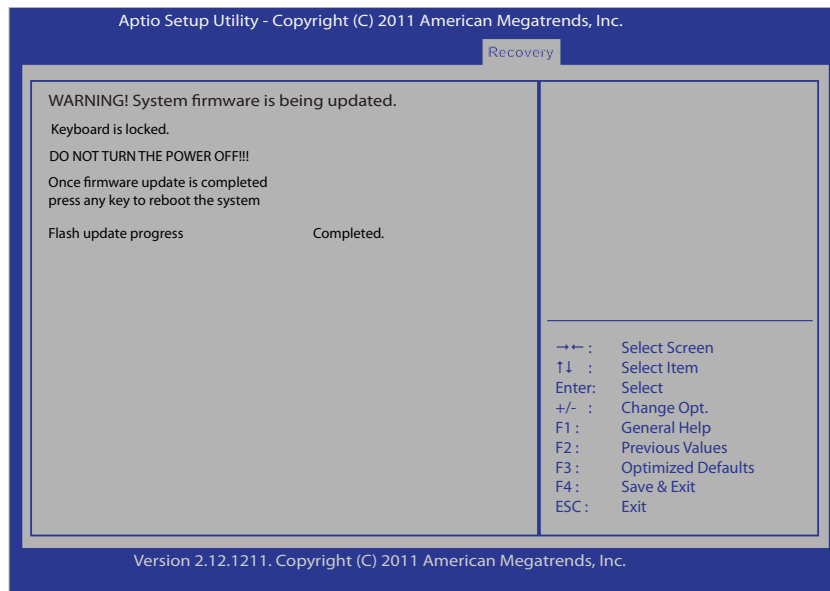 Aptio Setup Utility - Copyright (C) 2011 American Megatrends, Inc.
Recovery
WARNING! System firmware is being updated.
Keyboard is locked.
DO NOT TURN THE POWER OFF!!!
Once firmware update is completed
press any key to reboot the system
Flash update progress Completed.
→← : Select Screen
↑↓ : Select Item
Enter: Select
+/- : Change Opt.
F1 : General Help
F2 : Previous Values
F3 : Optimized Defaults
F4 : Save & Exit
ESC : Exit
Version 2.12.1211. Copyright (C) 2011 American Megatrends, Inc.